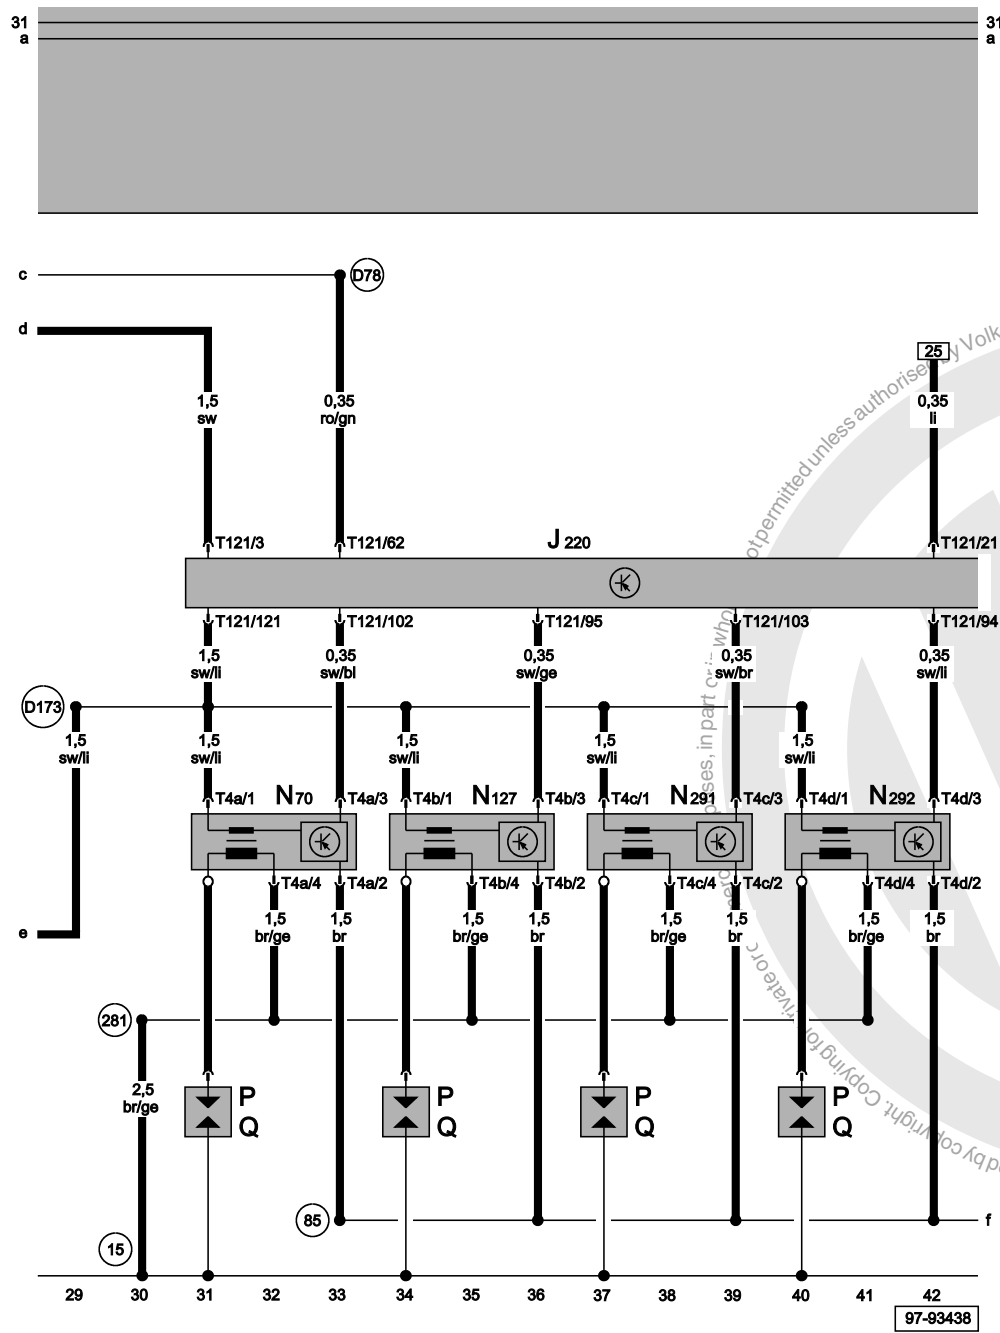 31 31
a a
c D78
d
25
otpermitted unless authorised by Volk
1,5 0,35 0,35
sw ro/gn li
T121/3 T121/62 J 220 T121/21
T121/121 T121/102 T121/95 T121/103 T121/94
1,5 0,35 0,35 0,35 0,35
sw/li sw/bl sw/ge sw/br sw/li
D173
1,5 1,5 1,5 1,5 1,5
sw/li sw/li sw/li sw/li sw/li
T4a/1 N70 T4a/3 T4b/1 N127 T4b/3 T4c/1 N291 T4c/3 T4d/1 N292 T4d/3
T4a/4 T4a/2 T4b/4 T4b/2 T4c/4 T4c/2 T4d/4 T4d/2
1,5 1,5 1,5 1,5 1,5 1,5 1,5 1,5
br/ge br br/ge br br/ge br br/ge br
e
281
2,5
br/ge
P P P P
Q Q Q Q
85 f
15
29 30 31 32 33 34 35 36 37 38 39 40 41 42
97-93438